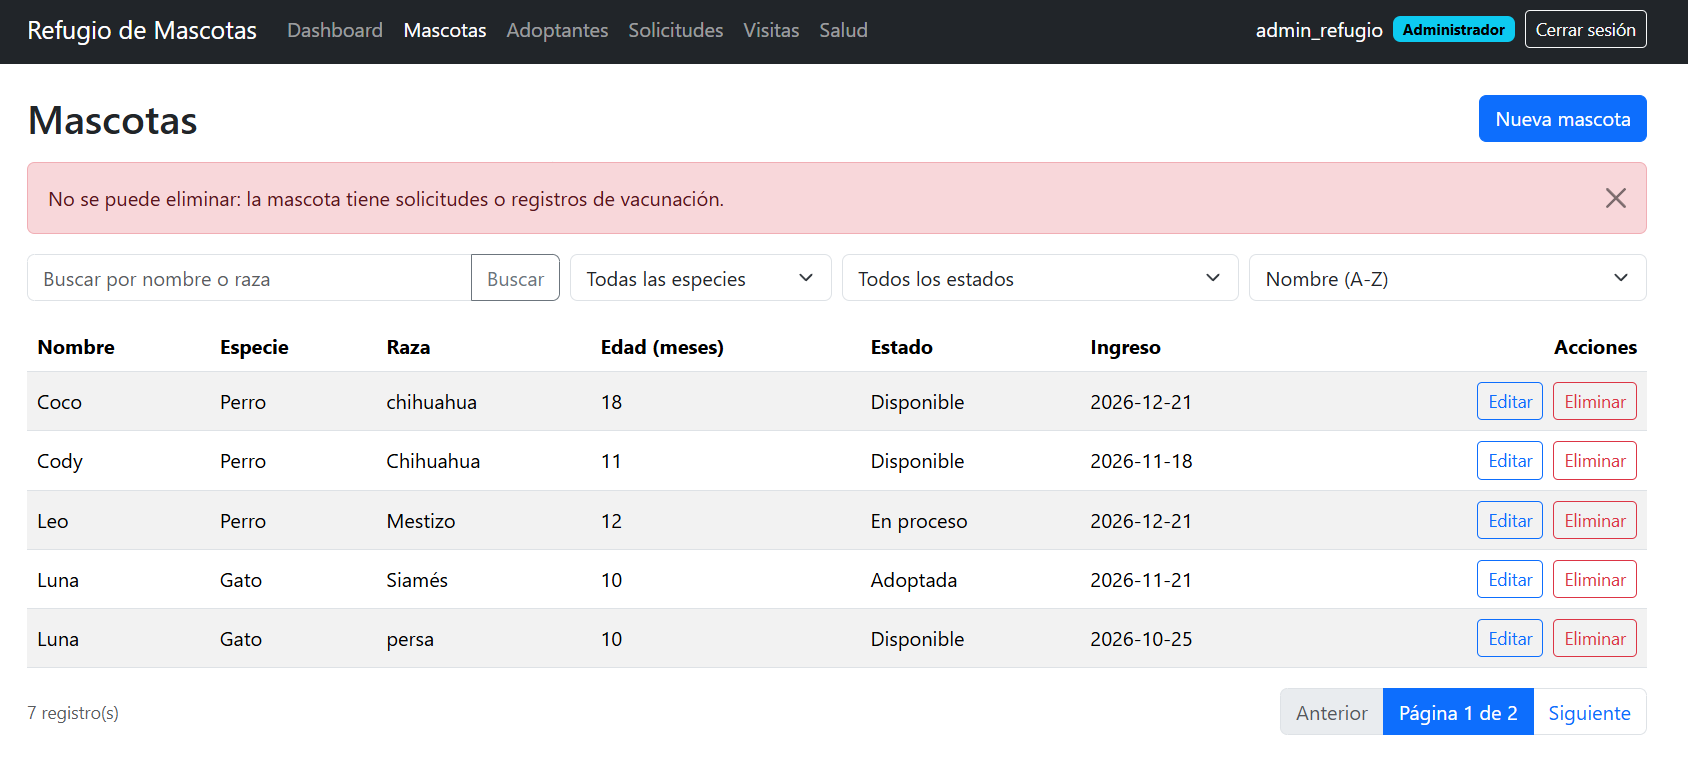 Refugio de Mascotas Dashboard Mascotas Adoptantes Solicitudes Visitas Salud admin_refugio Administrador Cerrar sesión
Mascotas Nueva mascota
No se puede eliminar: la mascota tiene solicitudes o registros de vacunación.
Buscar por nombre o raza Buscar Todas las especies Todos los estados Nombre (A-Z)
Nombre Especie Raza Edad (meses) Estado Ingreso Acciones
Coco Perro chihuahua 18 Disponible 2026-12-21 Editar Eliminar
Cody Perro Chihuahua 11 Disponible 2026-11-18 Editar Eliminar
Leo Perro Mestizo 12 En proceso 2026-12-21 Editar Eliminar
Luna Gato Siamés 10 Adoptada 2026-11-21 Editar Eliminar
Luna Gato persa 10 Disponible 2026-10-25 Editar Eliminar
7 registro(s) Anterior Página 1 de 2 Siguiente